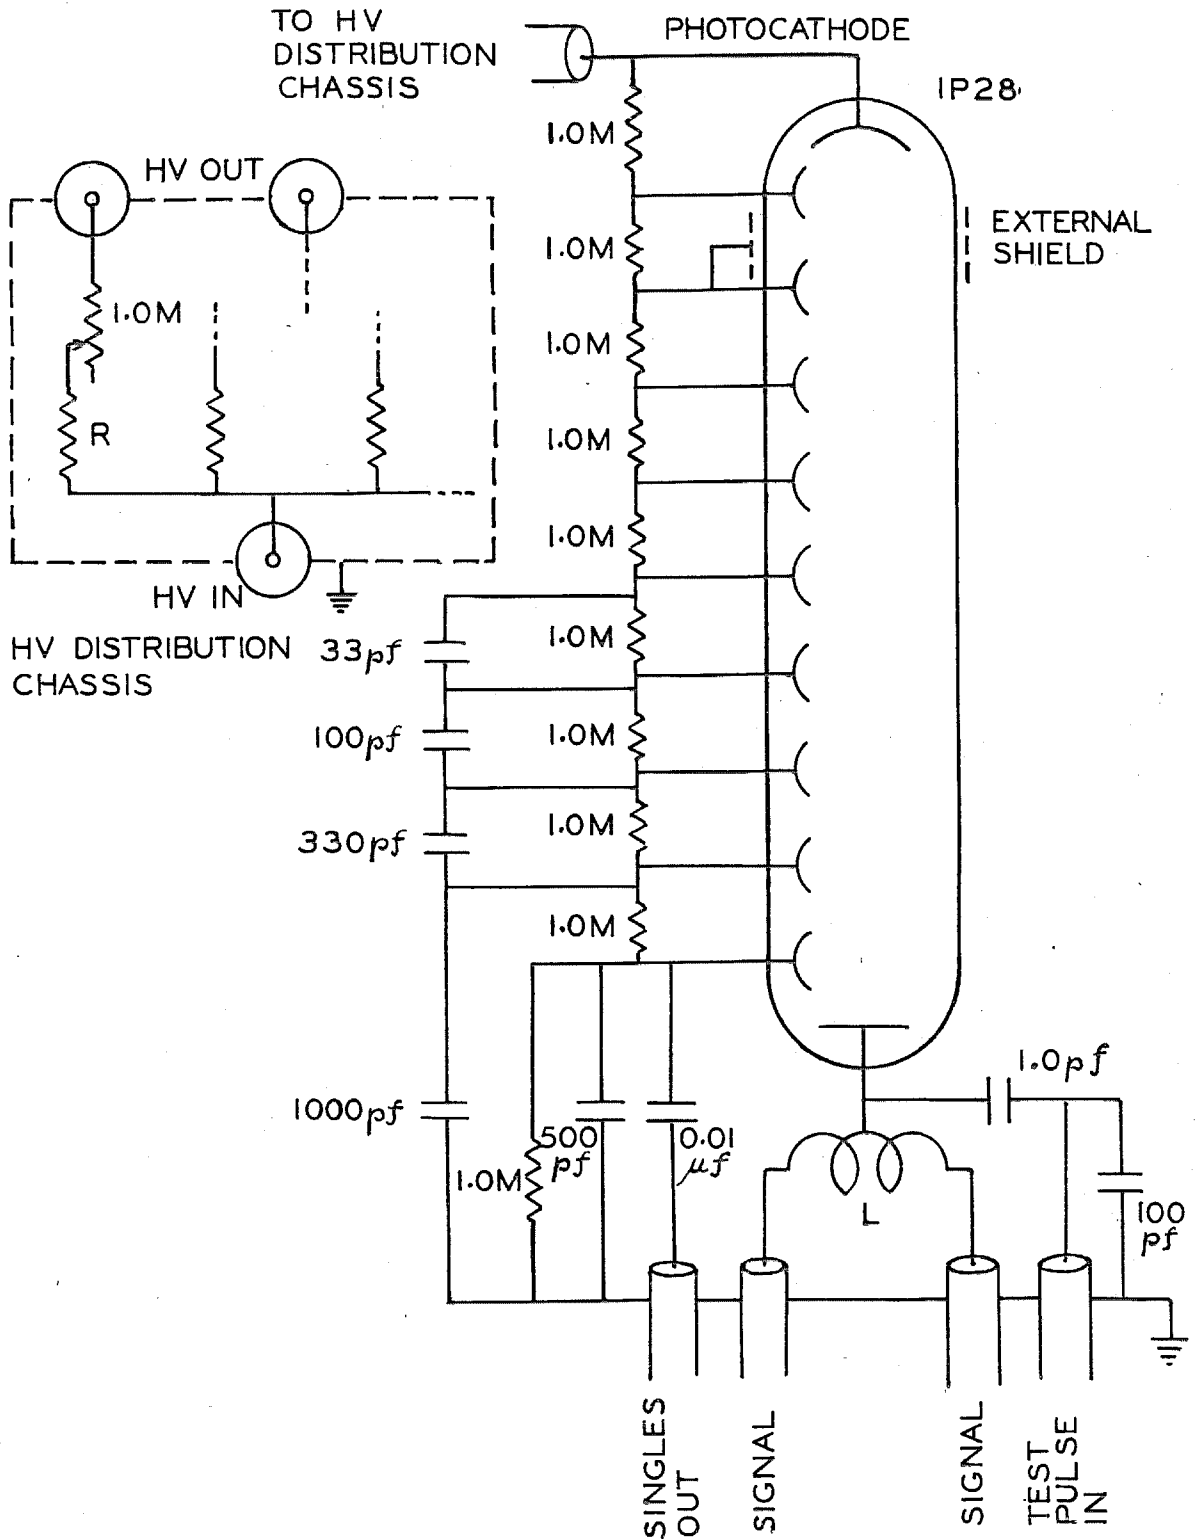 TO HV
DISTRIBUTION
CHASSIS
PHOTOCATHODE
IP28
1.0M
HV OUT
1.0M
EXTERNAL
SHIELD
1.0M
1.0M
R
1.0M
1.0M
HV IN
HV DISTRIBUTION
CHASSIS
33pf
1.0M
100pf
1.0M
330pf
1.0M
1.0M
1000pf
1.0M
500
pf
0.01
μf
1.0pf
L
100
pf
SINGLES
OUT
SIGNAL
SIGNAL
TEST
PULSE
IN